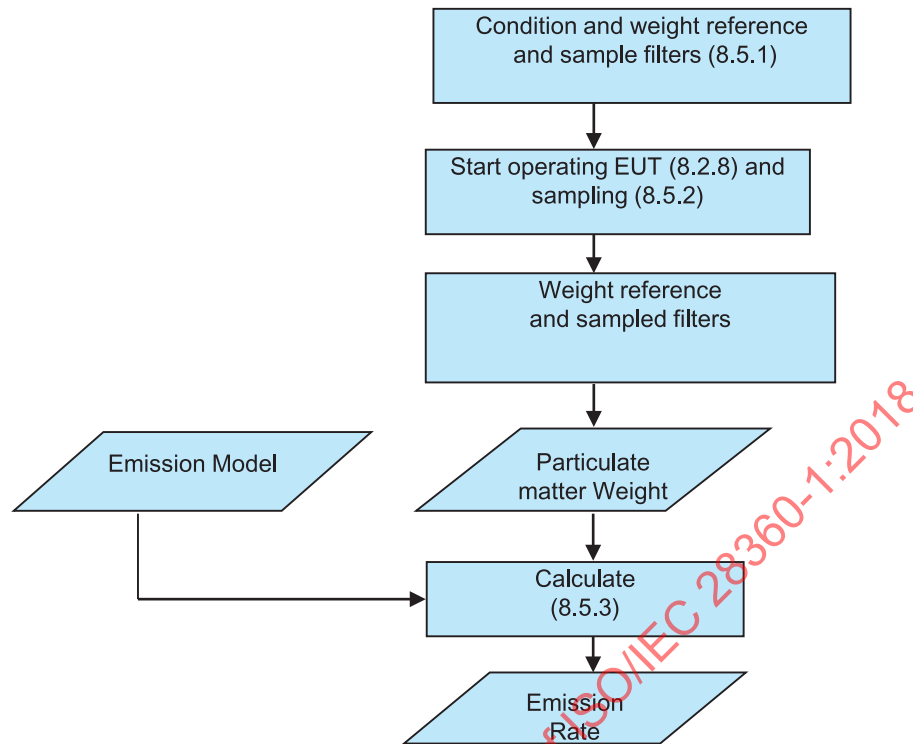 Condition and weight reference
and sample filters (8.5.1)
Start operating EUT (8.2.8) and
sampling (8.5.2)
Weight reference
and sampled filters
Emission Model
Particulate
matter Weight
Calculate
(8.5.3)
Emission
Rate
f ISO/IEC 28360-1:2018